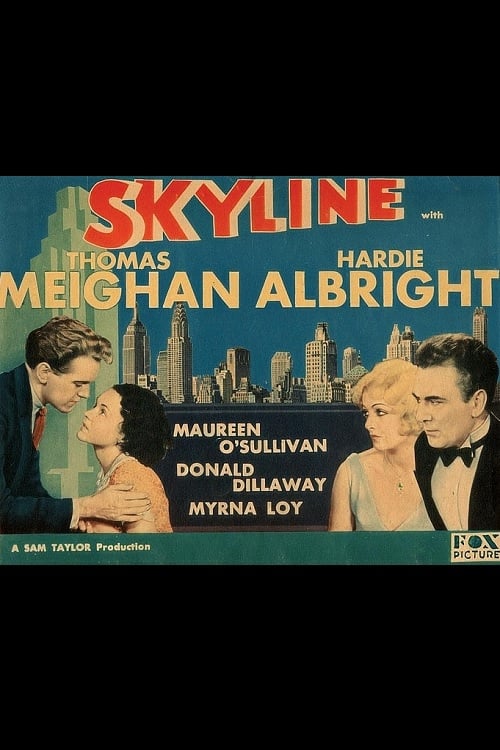 SKYLINE
with
THOMAS
MEIGHAN
HARDIE
ALBRIGHT
MAUREEN
O'SULLIVAN
DONALD
DILLAWAY
MYRNA LOY
A SAM TAYLOR Production
FOX
PICTURE